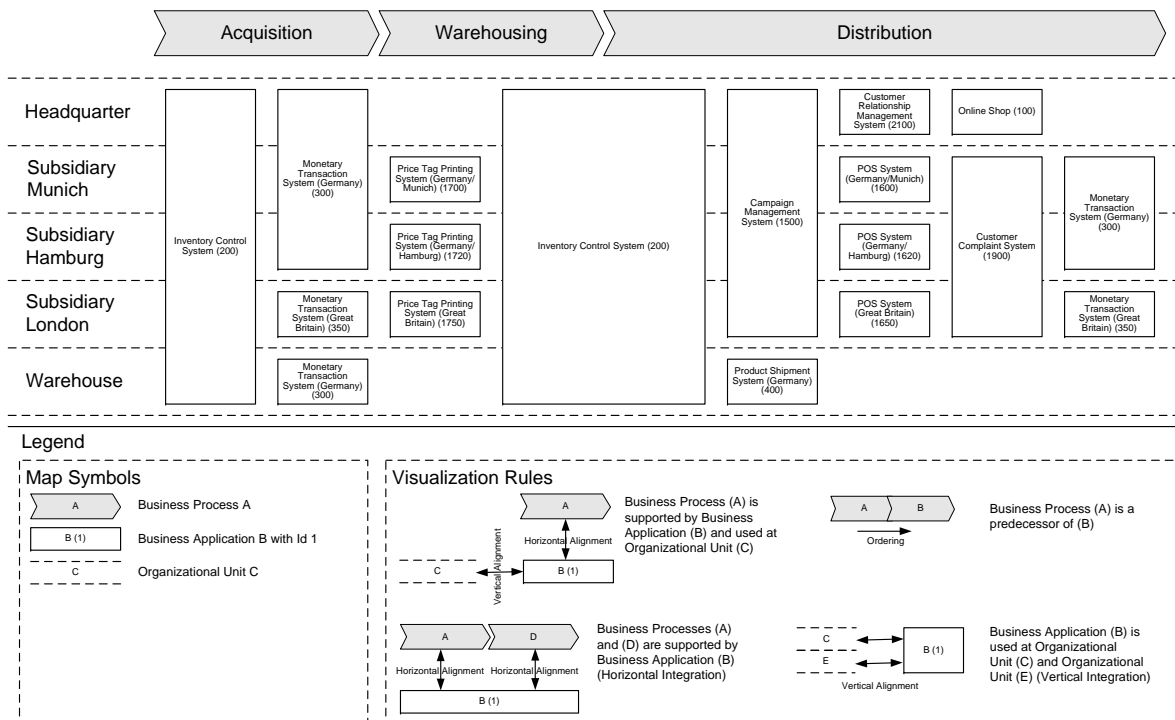 Acquisition
Warehousing
Distribution
Headquarter
Customer
Relationship
Management
System (2100)
Online Shop (100)
Subsidiary
Munich
Monetary
Transaction
System (Germany)
(300)
Price Tag Printing
System (Germany/
Munich) (1700)
POS System
(Germany/Munich)
(1600)
Inventory Control
System (200)
Inventory Control System (200)
Campaign
Management
System (1500)
Customer
Complaint System
(1900)
Monetary
Transaction
System (Germany)
(300)
Subsidiary
Hamburg
Price Tag Printing
System (Germany/
Hamburg) (1720)
POS System
(Germany/
Hamburg) (1620)
Subsidiary
London
Monetary
Transaction
System (Great
Britain) (350)
Price Tag Printing
System (Great
Britain) (1750)
POS System
(Great Britain)
(1650)
Monetary
Transaction
System (Great
Britain) (350)
Warehouse
Monetary
Transaction
System (Germany)
(300)
Product Shipment
System (Germany)
(400)
Legend
Map Symbols
A
Business Process A
B (1)
Business Application B with Id 1
C
Organizational Unit C
Visualization Rules
A
Horizontal Alignment
C
Vertical Alignment
B (1)
Business Process (A) is
supported by Business
Application (B) and used at
Organizational Unit (C)
A
B
Ordering
Business Process (A) is a
predecessor of (B)
A
D
Horizontal Alignment
Horizontal Alignment
B (1)
Business Processes (A)
and (D) are supported by
Business Application (B)
(Horizontal Integration)
C
E
B (1)
Vertical Alignment
Business Application (B) is
used at Organizational
Unit (C) and Organizational
Unit (E) (Vertical Integration)